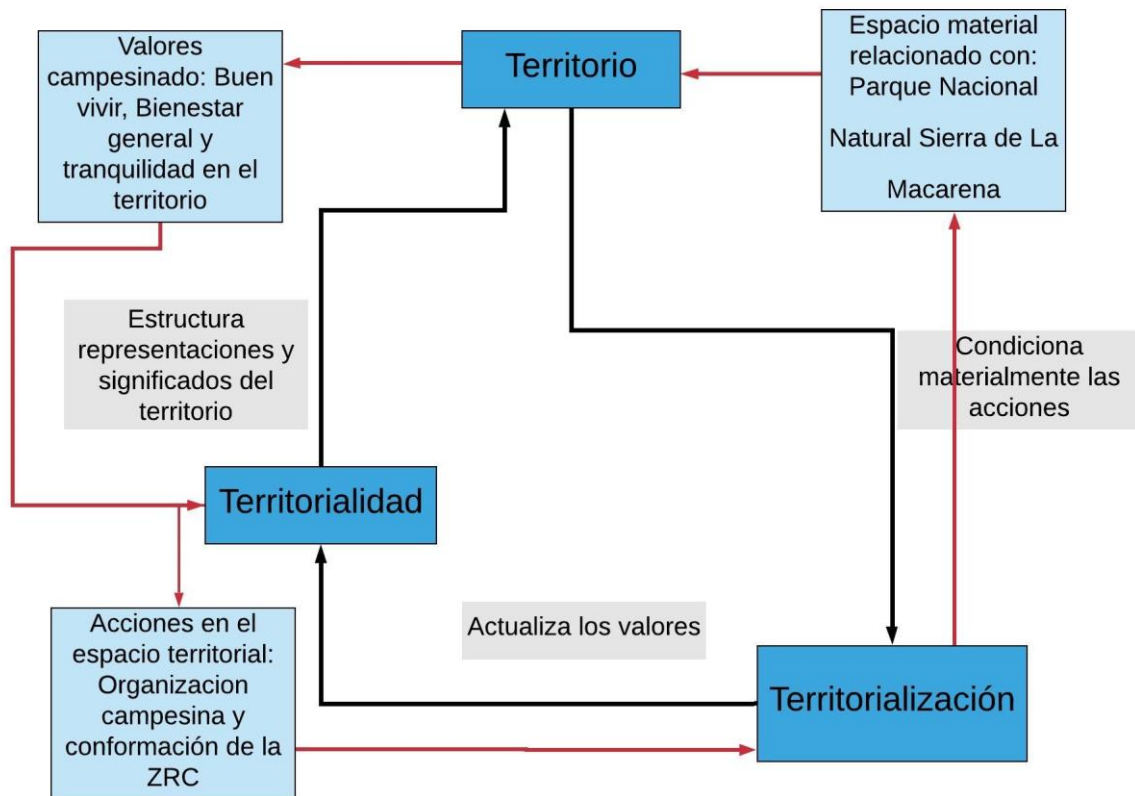 Valores
campesinado: Buen
vivir, Bienestar
general y
tranquilidad en el
territorio
Territorio
Espacio material
relacionado con:
Parque Nacional
Natural Sierra de La
Macarena
Estructura
representaciones y
significados del
territorio
Condiciona
materialmente las
acciones
Territorialidad
Acciones en el
espacio territorial:
Organizacion
campesina y
conformación de la
ZRC
Actualiza los valores
Territorialización